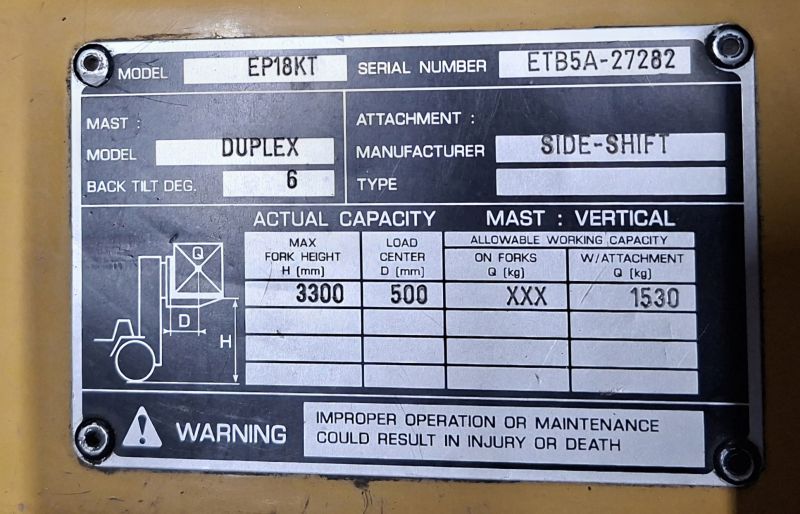 MODEL EP18KT SERIAL NUMBER ETB5A-27282
MAST :
MODEL DUPLEX
BACK TILT DEG. 6
ATTACHMENT :
MANUFACTURER SIDE-SHIFT
TYPE
ACTUAL CAPACITY MAST : VERTICAL
MAX FORK HEIGHT H (mm)
LOAD CENTER D (mm)
ALLOWABLE WORKING CAPACITY
ON FORKS Q [kg]
W/ATTACHMENT Q [kg]
3300 500 XXX 1530
Q
D
H
WARNING
IMPROPER OPERATION OR MAINTENANCE
COULD RESULT IN INJURY OR DEATH